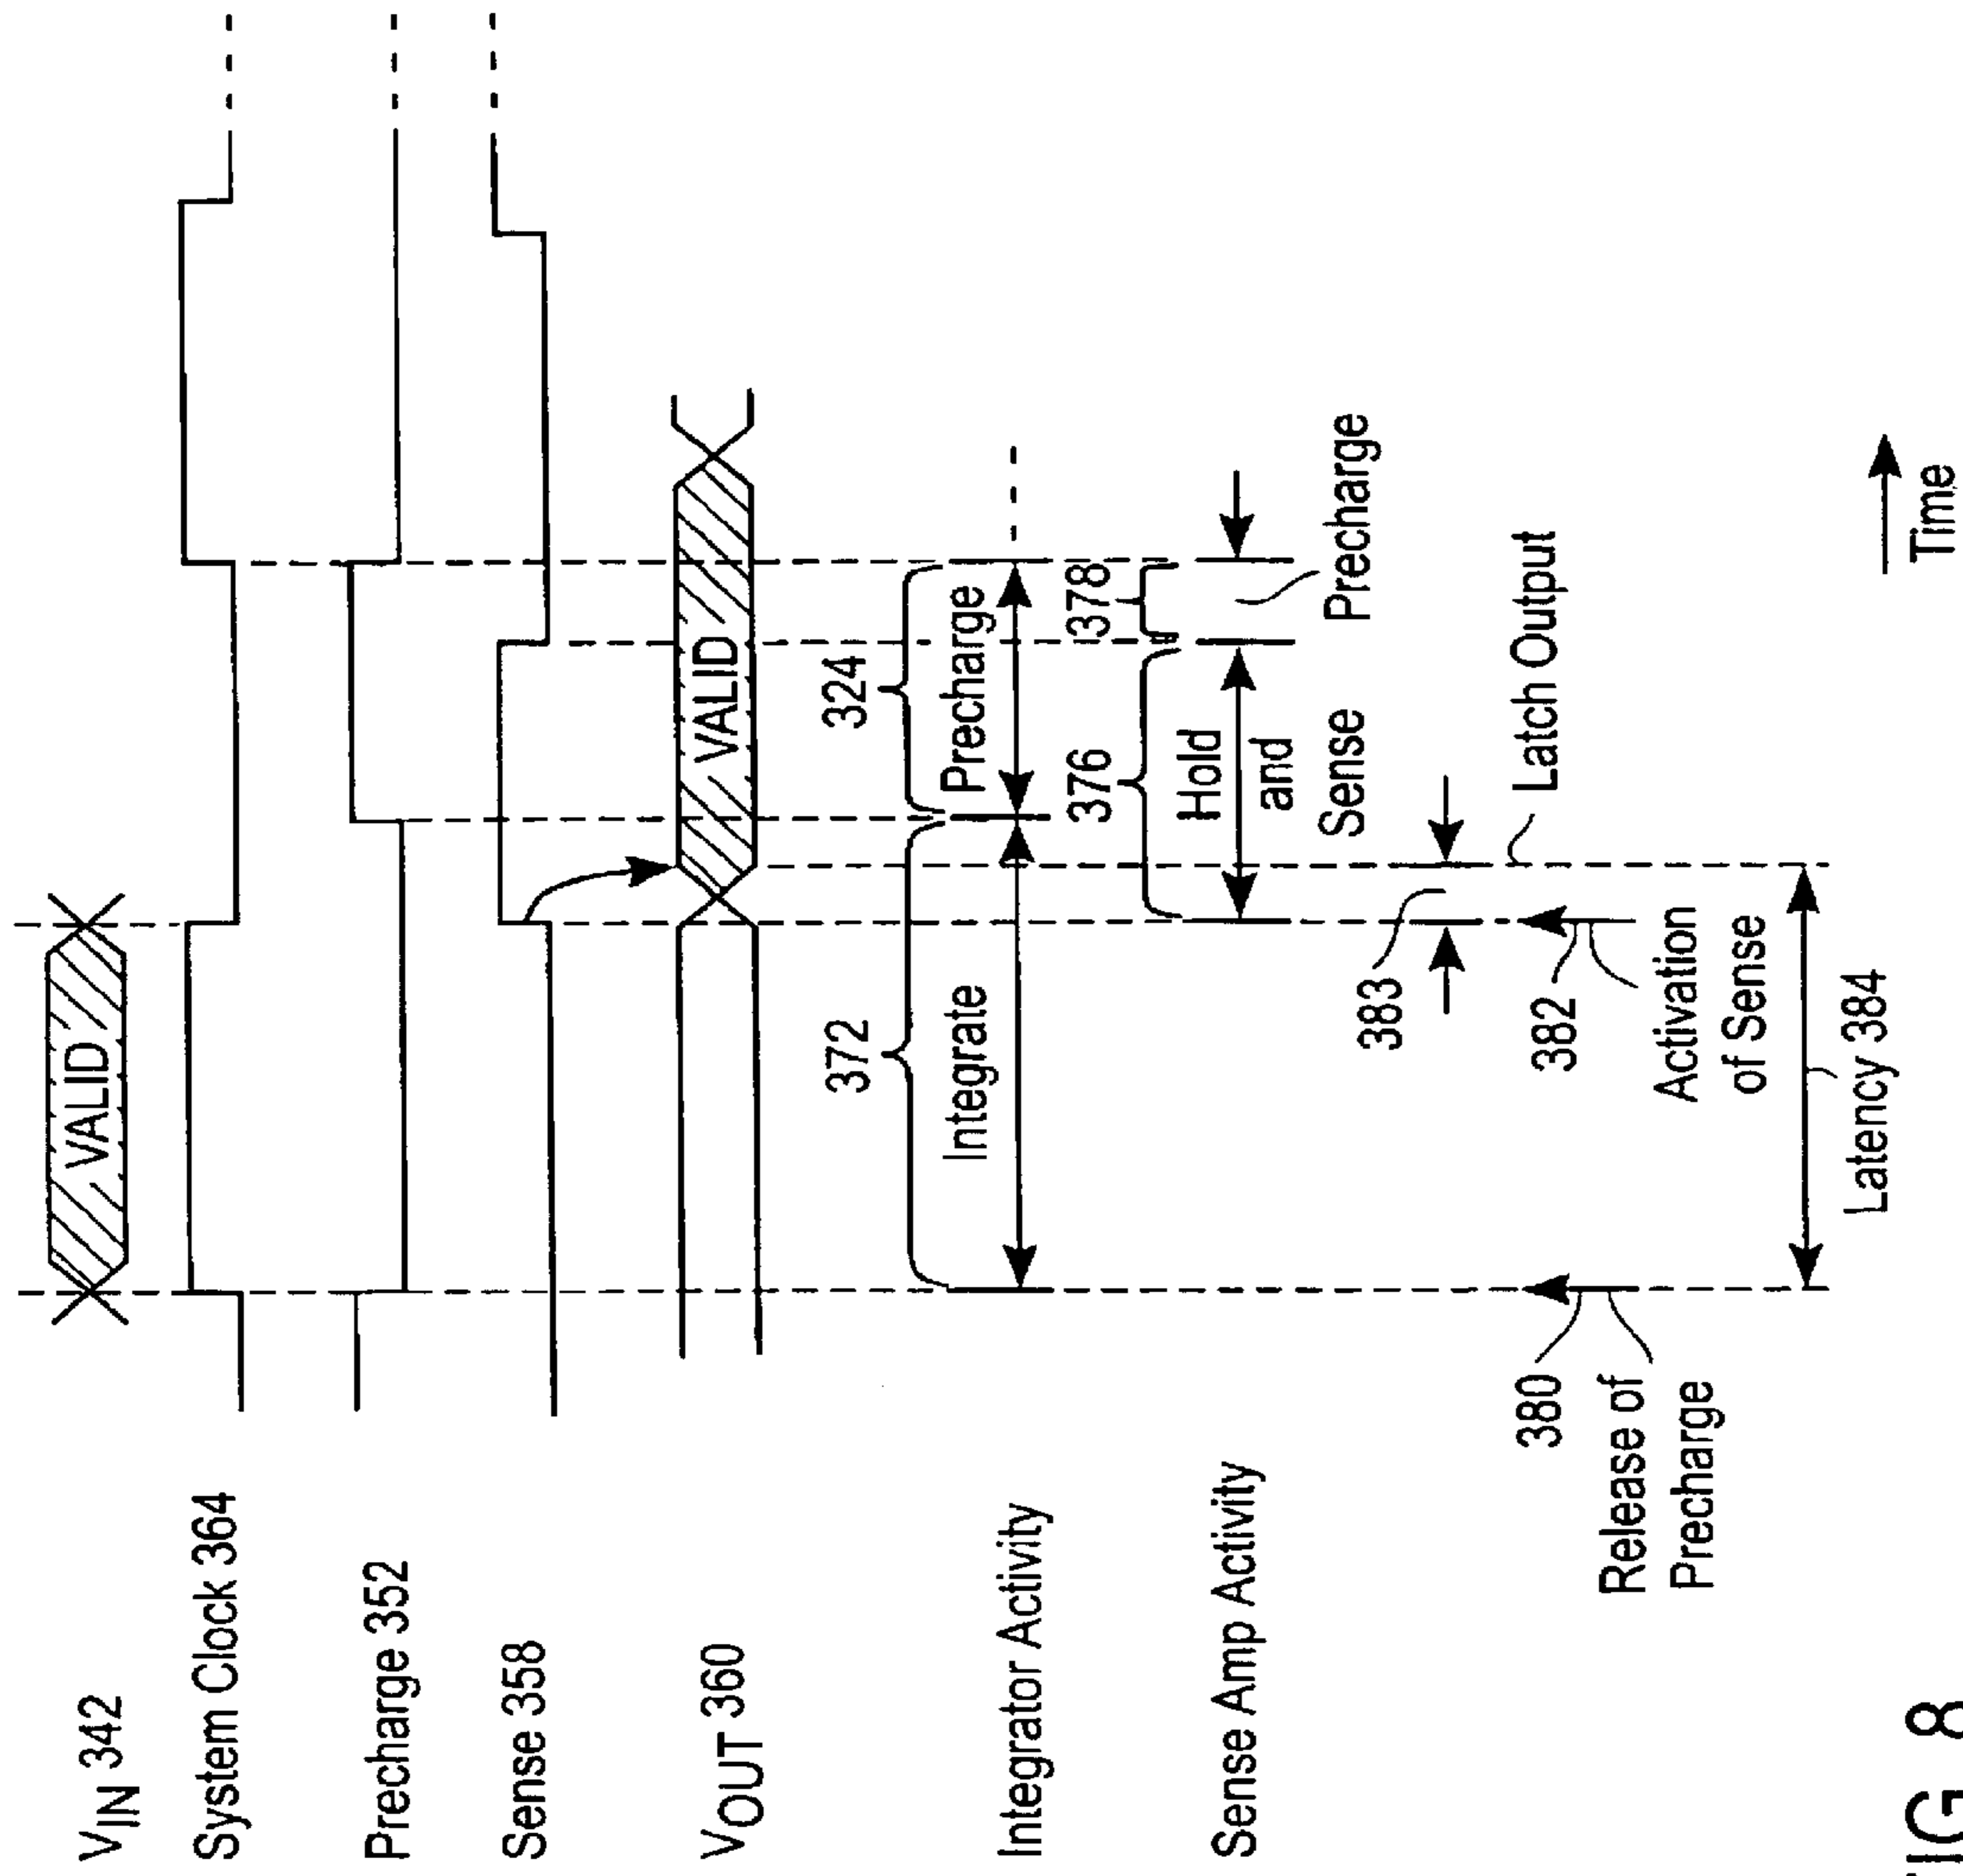 VIN 342
VALID
System Clock 364
Precharge 352
Sense 358
VOUT 360
VALID
372
324
Integrator Activity
Integrate
Precharge
376
378
Sense Amp Activity
Hold
and
Sense
Precharge
383
Latch Output
380
Release of
Precharge
382
Activation
of Sense
Latency 384
Time
IG 8